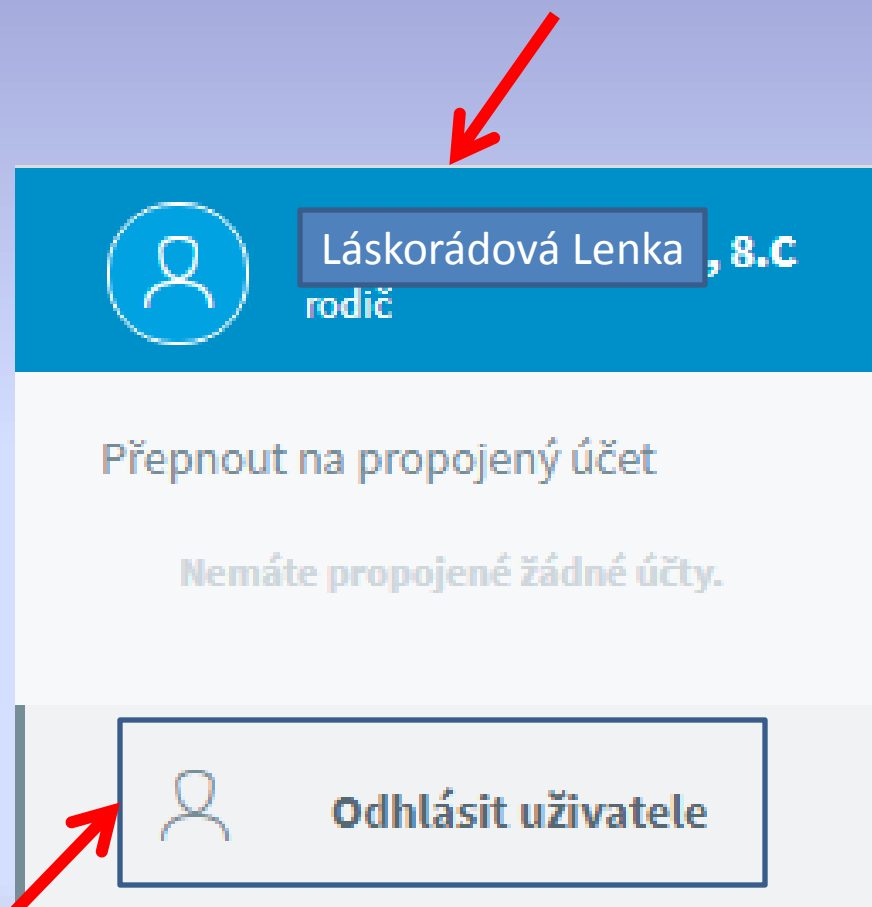 Láskorádová Lenka, 8.C
rodič
Přepnout na propojený účet
Nemáte propojené žádné účty.
Odhlásit uživatele